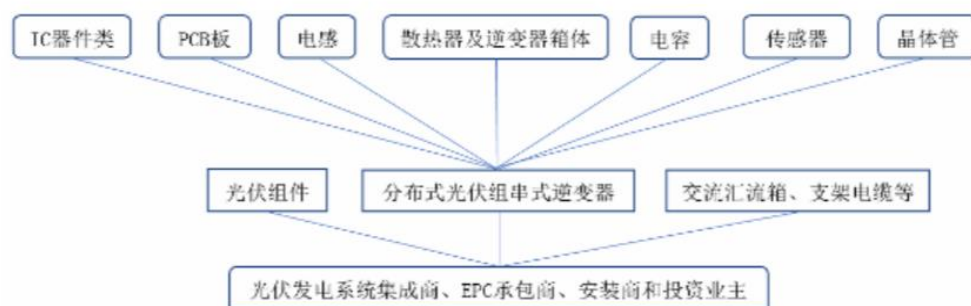 IC器件类
PCB板
电感
散热器及逆变器箱体
电容
传感器
晶体管
光伏组件
分布式光伏组串式逆变器
交流汇流箱、支架电缆等
光伏发电系统集成商、EPC承包商、安装商和投资业主